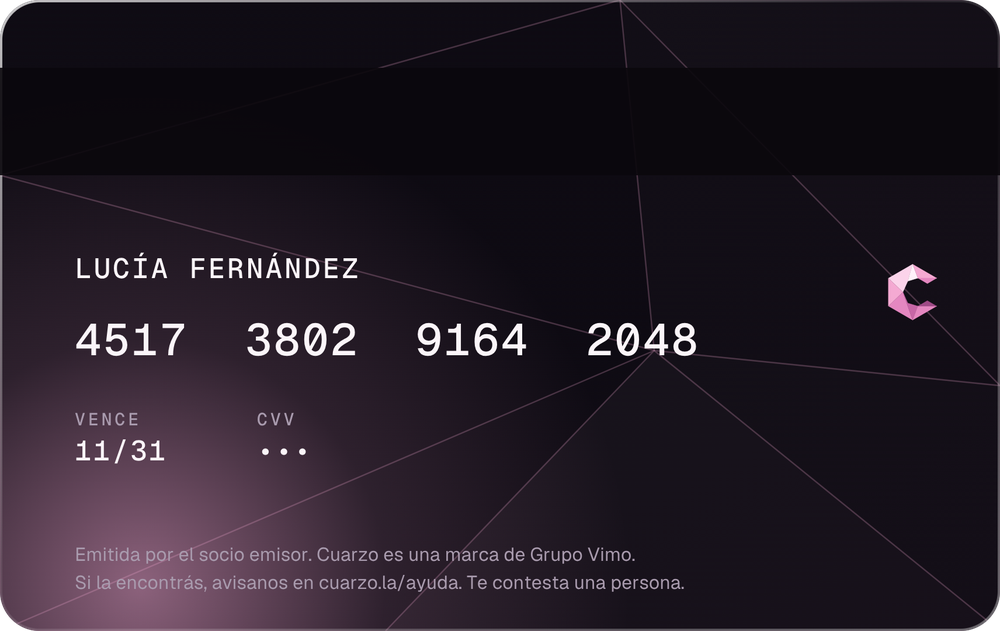 LUCÍA FERNÁNDEZ
4517 3802 9164 2048
VENCE CVV
11/31 •••
Emitida por el socio emisor. Cuarzo es una marca de Grupo Vimo.
Si la encontrás, avisanos en cuarzo.la/ayuda. Te contesta una persona.